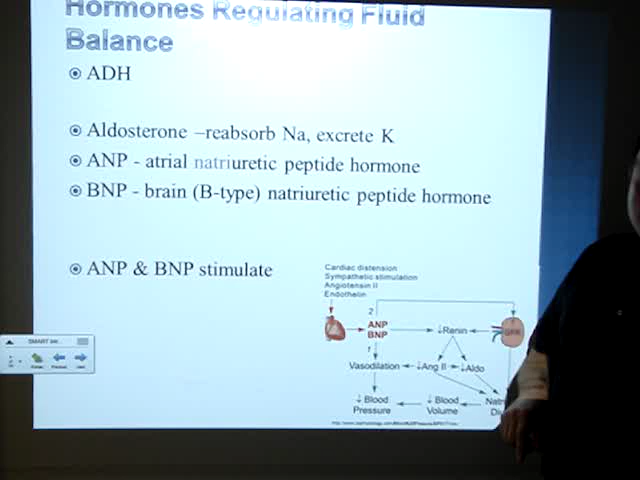 Hormones Regulating Fluid
Balance
ADH
Aldosterone –reabsorb Na, excrete K
ANP - atrial natriuretic peptide hormone
BNP - brain (B-type) natriuretic peptide hormone
ANP & BNP stimulate
Cardiac distension
Sympathetic stimulation
Angiotensin II
Endothelin
2
ANP
BNP
↓Renin
1
Vasodilation
↓Ang II
↓Aldo
↓ Blood
Pressure
↓ Blood
Volume
SMART